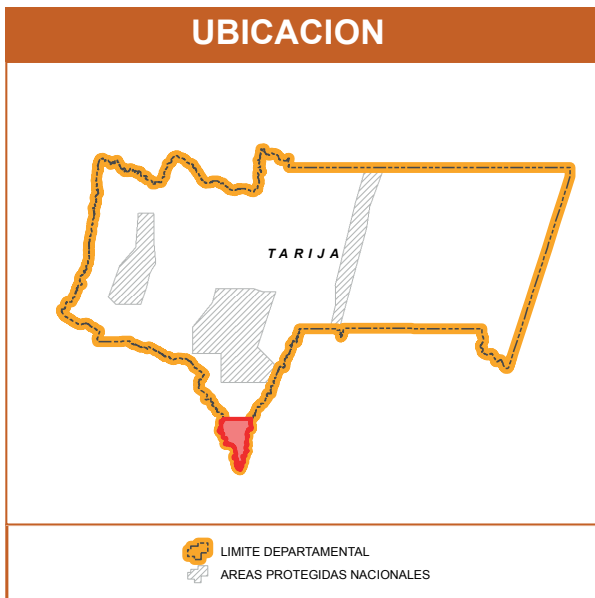 UBICACION
TARIJA
LIMITE DEPARTAMENTAL
AREAS PROTEGIDAS NACIONALES